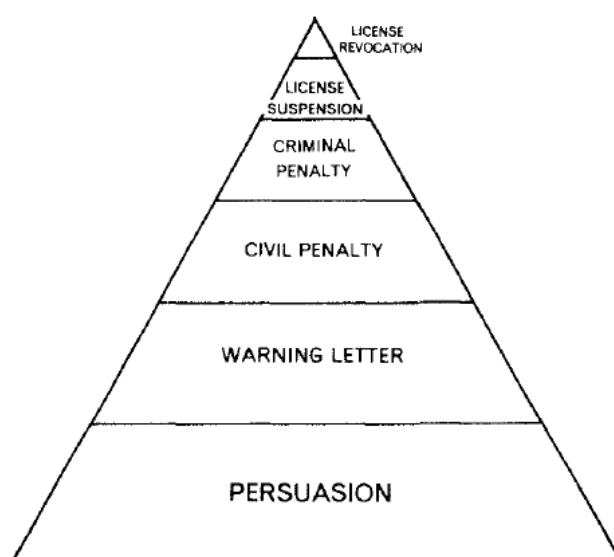 LICENSE
REVOCATION
LICENSE
SUSPENSION
CRIMINAL
PENALTY
CIVIL PENALTY
WARNING LETTER
PERSUASION